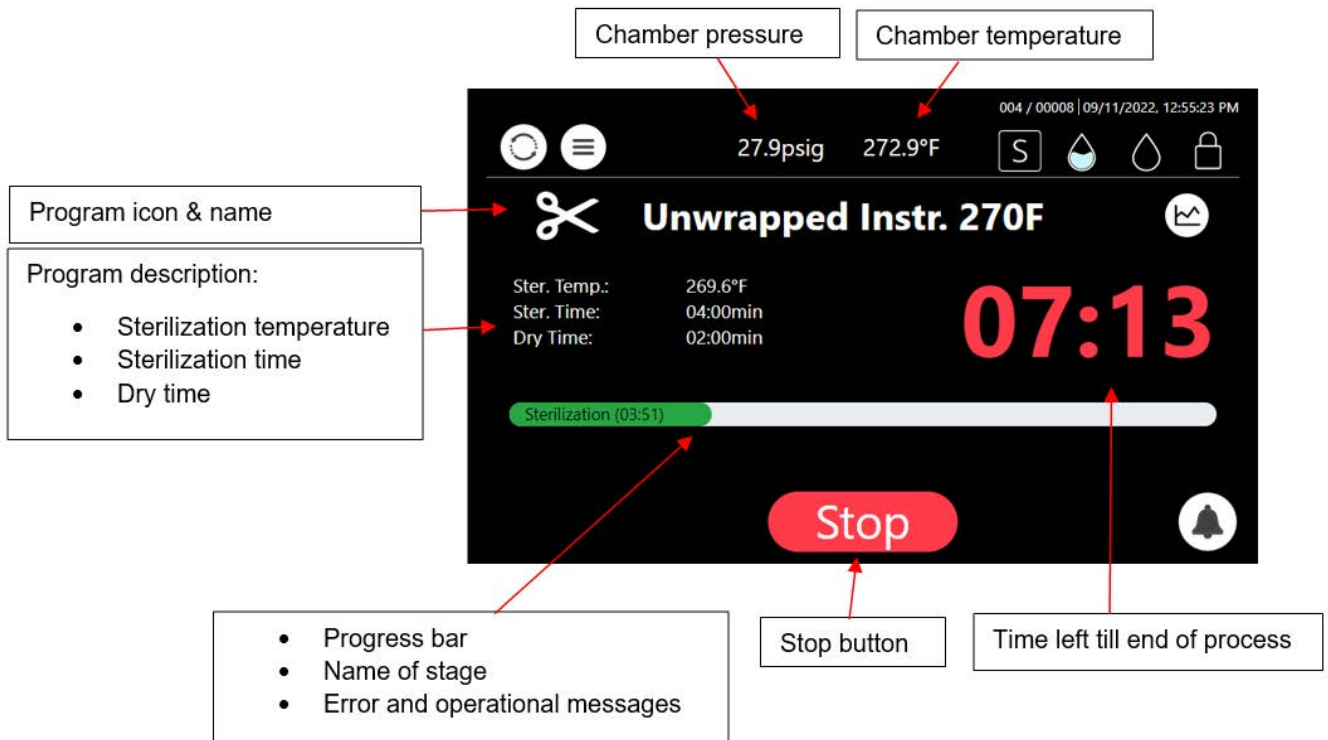 Chamber pressure
Chamber temperature
004 / 00008 | 09/11/2022, 12:55:23 PM
27.9psig 272.9°F S
Program icon & name
Unwrapped Instr. 270F
Program description:
• Sterilization temperature
• Sterilization time
• Dry time
Ster. Temp.: 269.6°F
Ster. Time: 04:00min
Dry Time: 02:00min
07:13
Sterilization (03:51)
Stop
• Progress bar
• Name of stage
• Error and operational messages
Stop button
Time left till end of process